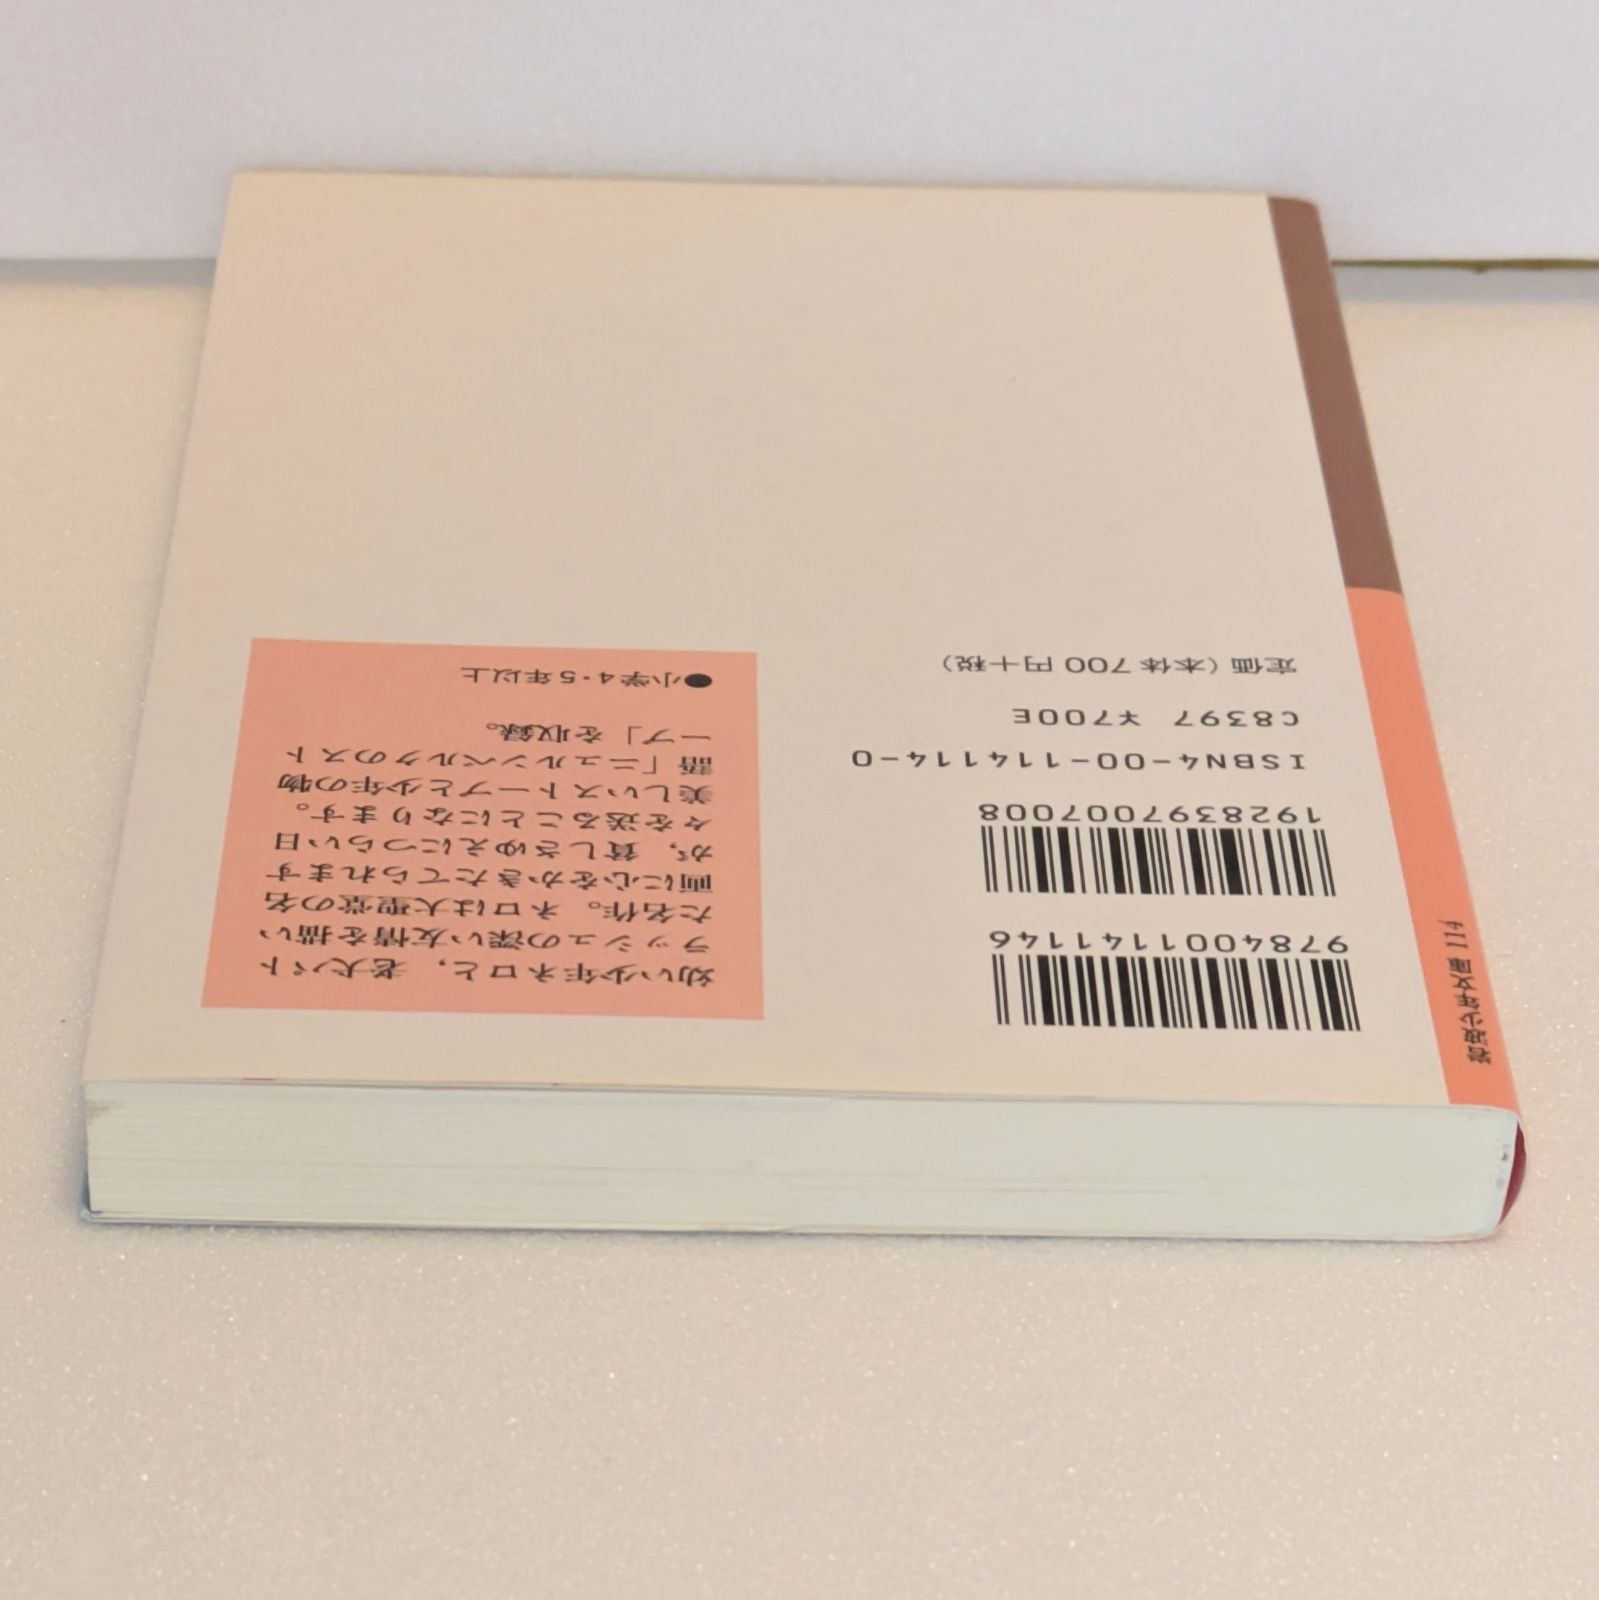 9784001141146
1928397007008
ISBN4-00-114114-0
C8397 ¥700E
定価（本体 700 円＋税）
幼い少年ネロと，老犬パト
ラッシュの深い友情を描い
た名作。ネロは大聖堂の名
画に心をかきたてられます
が，貧しさゆえにつらい日
々を送ることになります。
美しいストーブと少年の物
語「ニュルンベルクのスト
ーブ」を収録。
●小学4・5年以上
岩波少年文庫 114